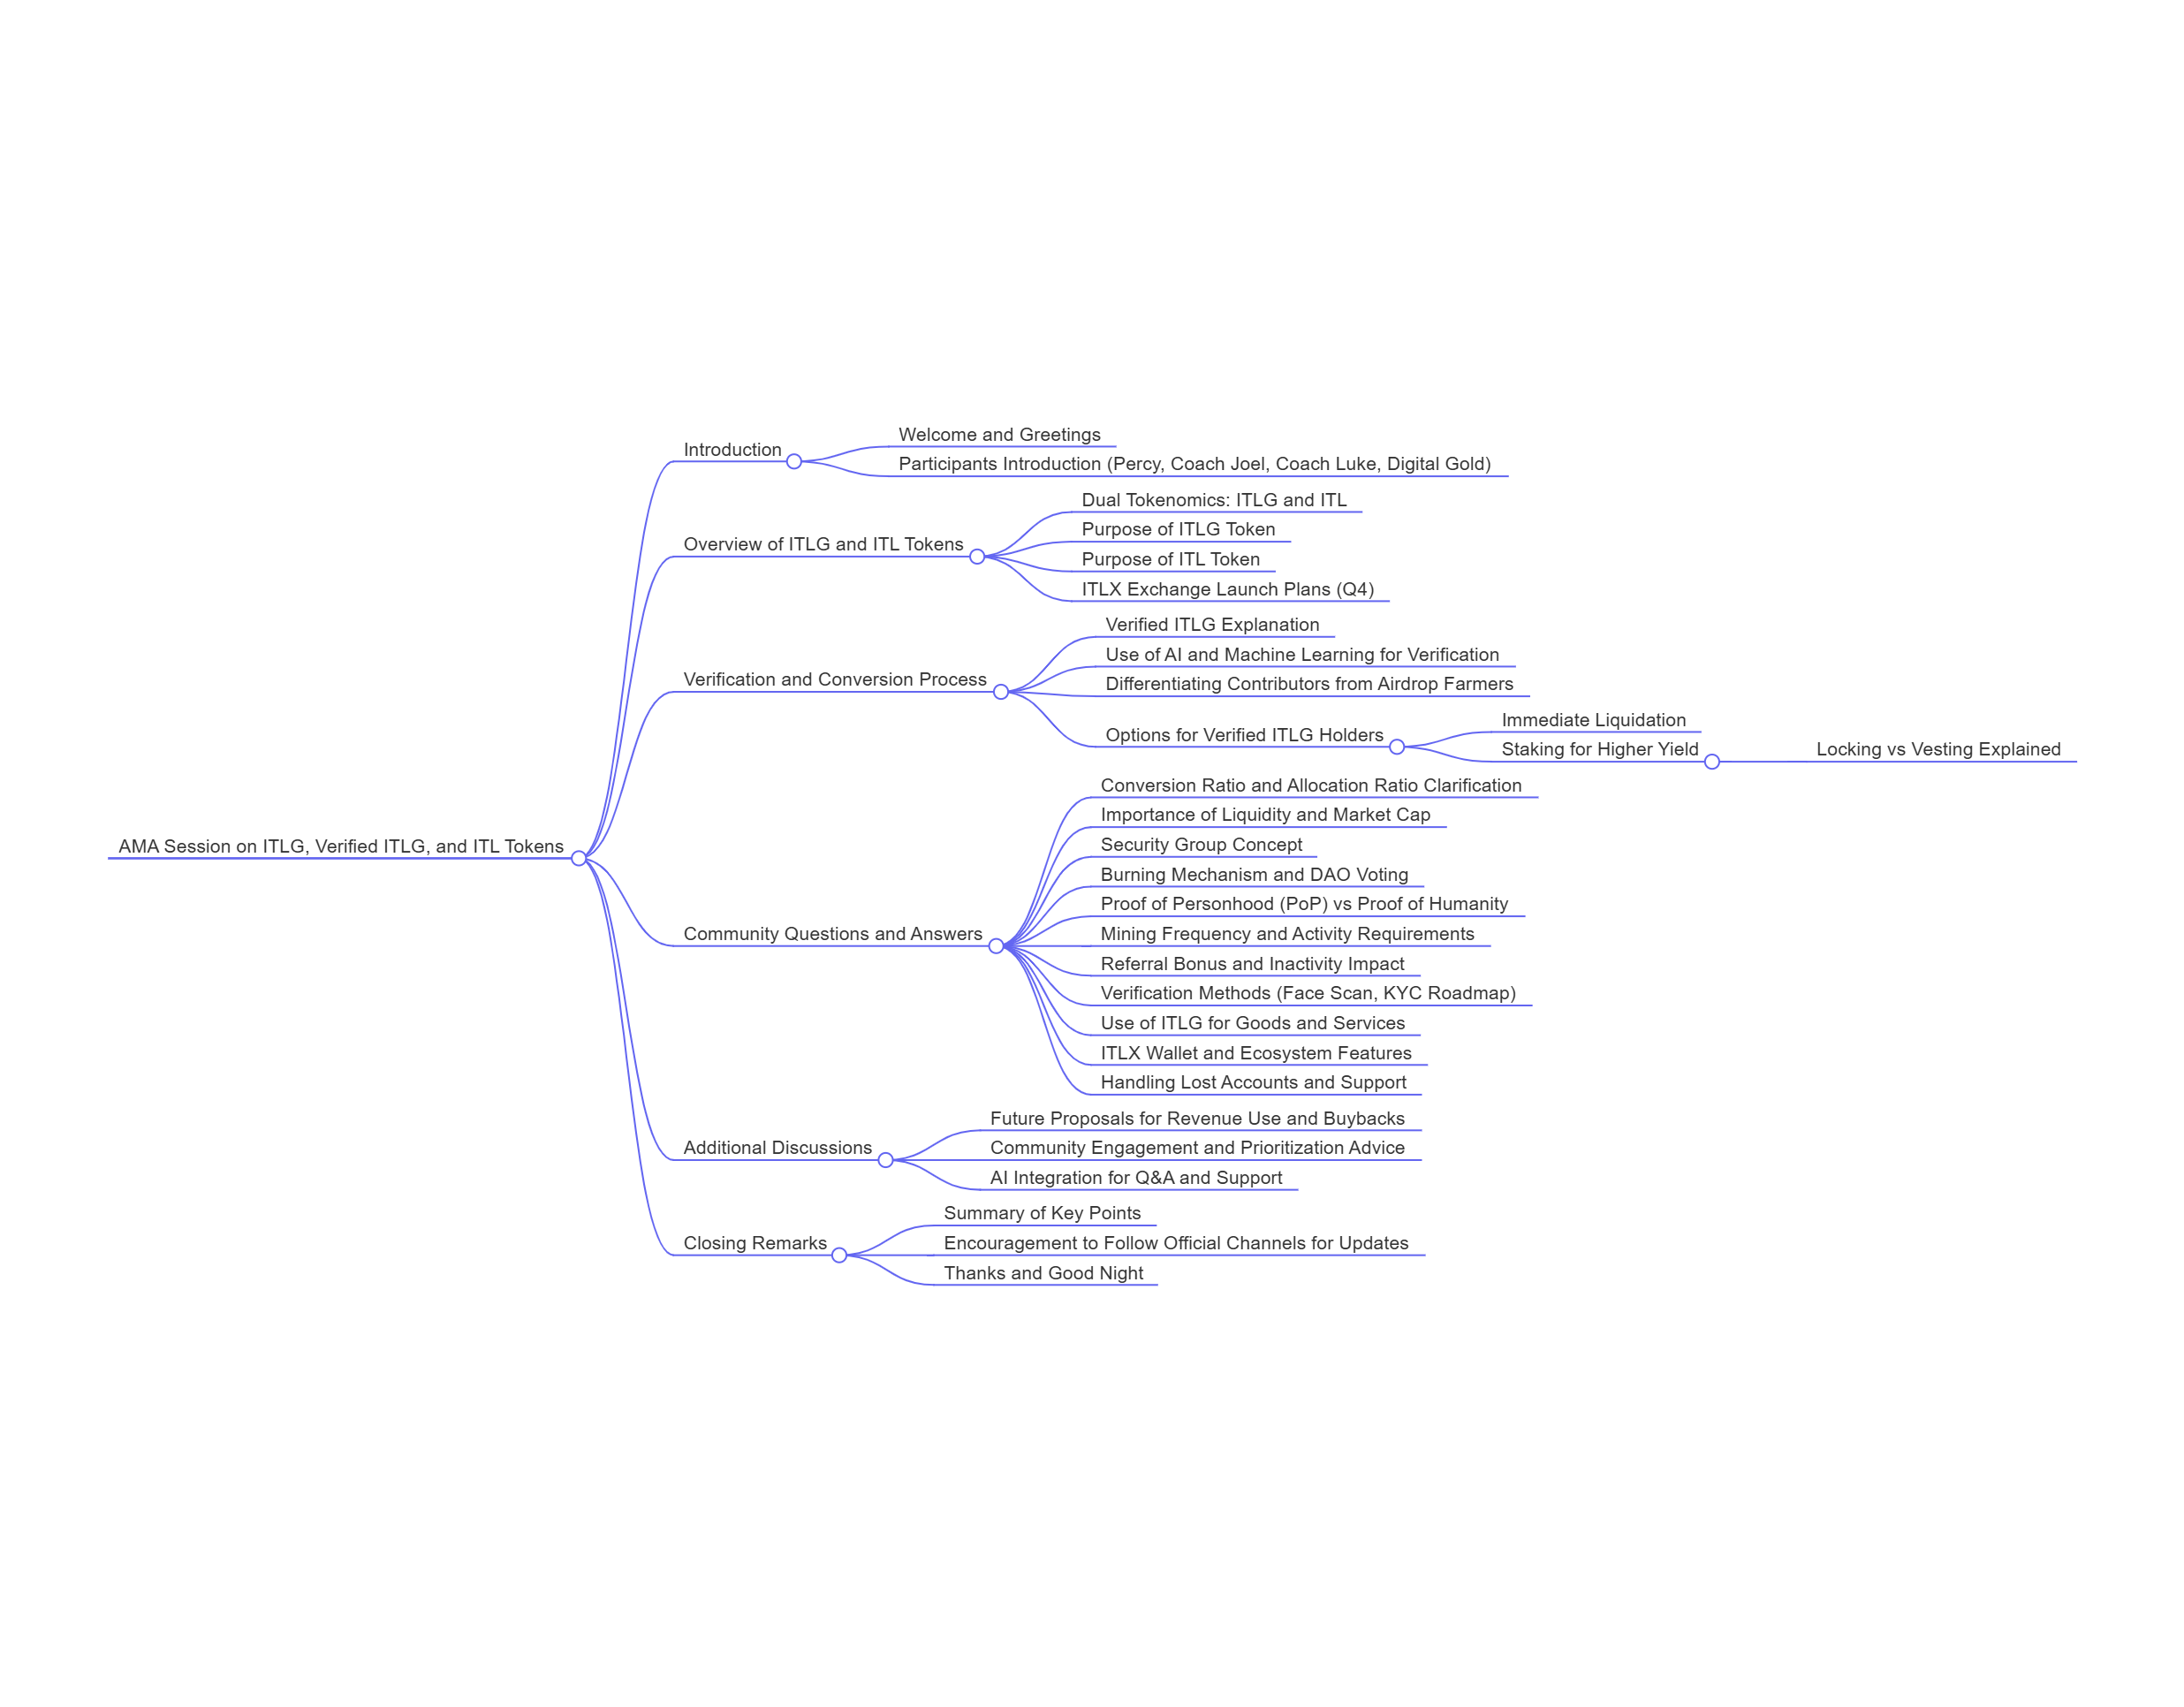 AMA Session on ITLG, Verified ITLG, and ITL Tokens
Introduction
Welcome and Greetings
Participants Introduction (Percy, Coach Joel, Coach Luke, Digital Gold)
Overview of ITLG and ITL Tokens
Dual Tokenomics: ITLG and ITL
Purpose of ITLG Token
Purpose of ITL Token
ITLX Exchange Launch Plans (Q4)
Verification and Conversion Process
Verified ITLG Explanation
Use of AI and Machine Learning for Verification
Differentiating Contributors from Airdrop Farmers
Options for Verified ITLG Holders
Immediate Liquidation
Staking for Higher Yield
Locking vs Vesting Explained
Community Questions and Answers
Conversion Ratio and Allocation Ratio Clarification
Importance of Liquidity and Market Cap
Security Group Concept
Burning Mechanism and DAO Voting
Proof of Personhood (PoP) vs Proof of Humanity
Mining Frequency and Activity Requirements
Referral Bonus and Inactivity Impact
Verification Methods (Face Scan, KYC Roadmap)
Use of ITLG for Goods and Services
ITLX Wallet and Ecosystem Features
Handling Lost Accounts and Support
Additional Discussions
Future Proposals for Revenue Use and Buybacks
Community Engagement and Prioritization Advice
AI Integration for Q&A and Support
Closing Remarks
Summary of Key Points
Encouragement to Follow Official Channels for Updates
Thanks and Good Night